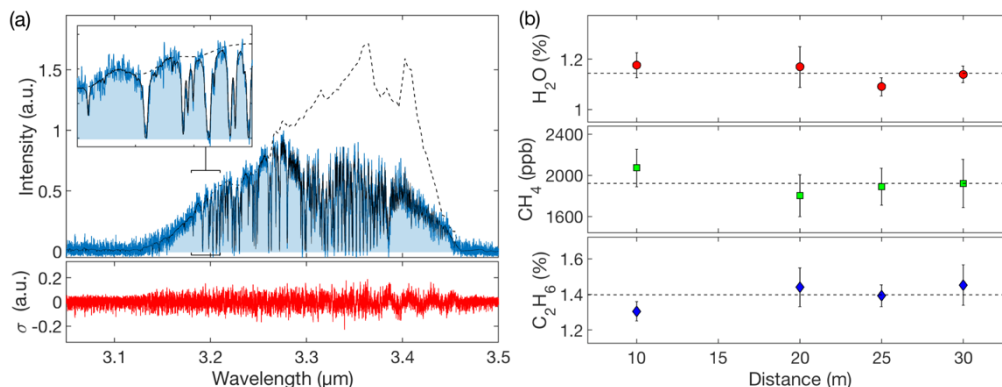 (a)
Intensity (a.u.)
1.5
1
0.5
0
σ (a.u.)
0.2
0
-0.2
3.1
3.2
3.3
3.4
3.5
Wavelength (μm)
(b)
H₂O (%)
1.2
1
CH₄ (ppb)
2400
2000
1600
C₂H₆ (%)
1.6
1.4
1.2
10
15
20
25
30
Distance (m)